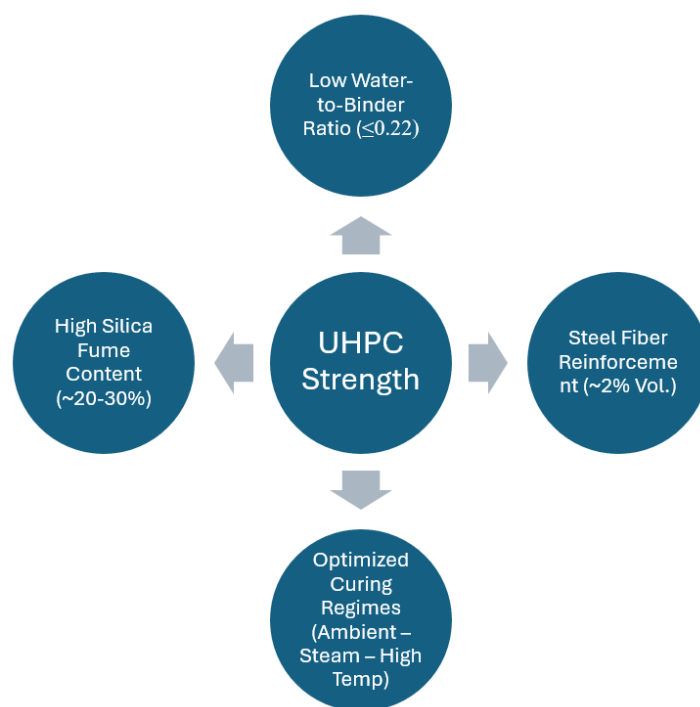 Low Water-
to-Binder
Ratio (≤0.22)
High Silica
Fume
Content
(~20-30%)
UHPC
Strength
Steel Fiber
Reinforceme
nt (~2% Vol.)
Optimized
Curing
Regimes
(Ambient –
Steam – High
Temp)